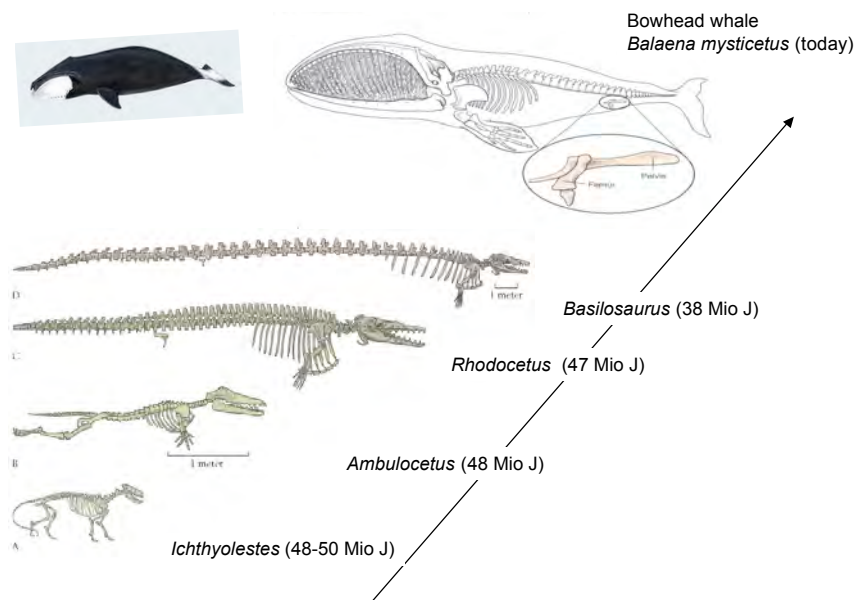 Bowhead whale
Balaena mysticetus (today)
Femur
Pelvis
D
1 meter
Basilosaurus (38 Mio J)
C
Rhodocetus (47 Mio J)
B
1 meter
Ambulocetus (48 Mio J)
A
Ichthyolestes (48-50 Mio J)